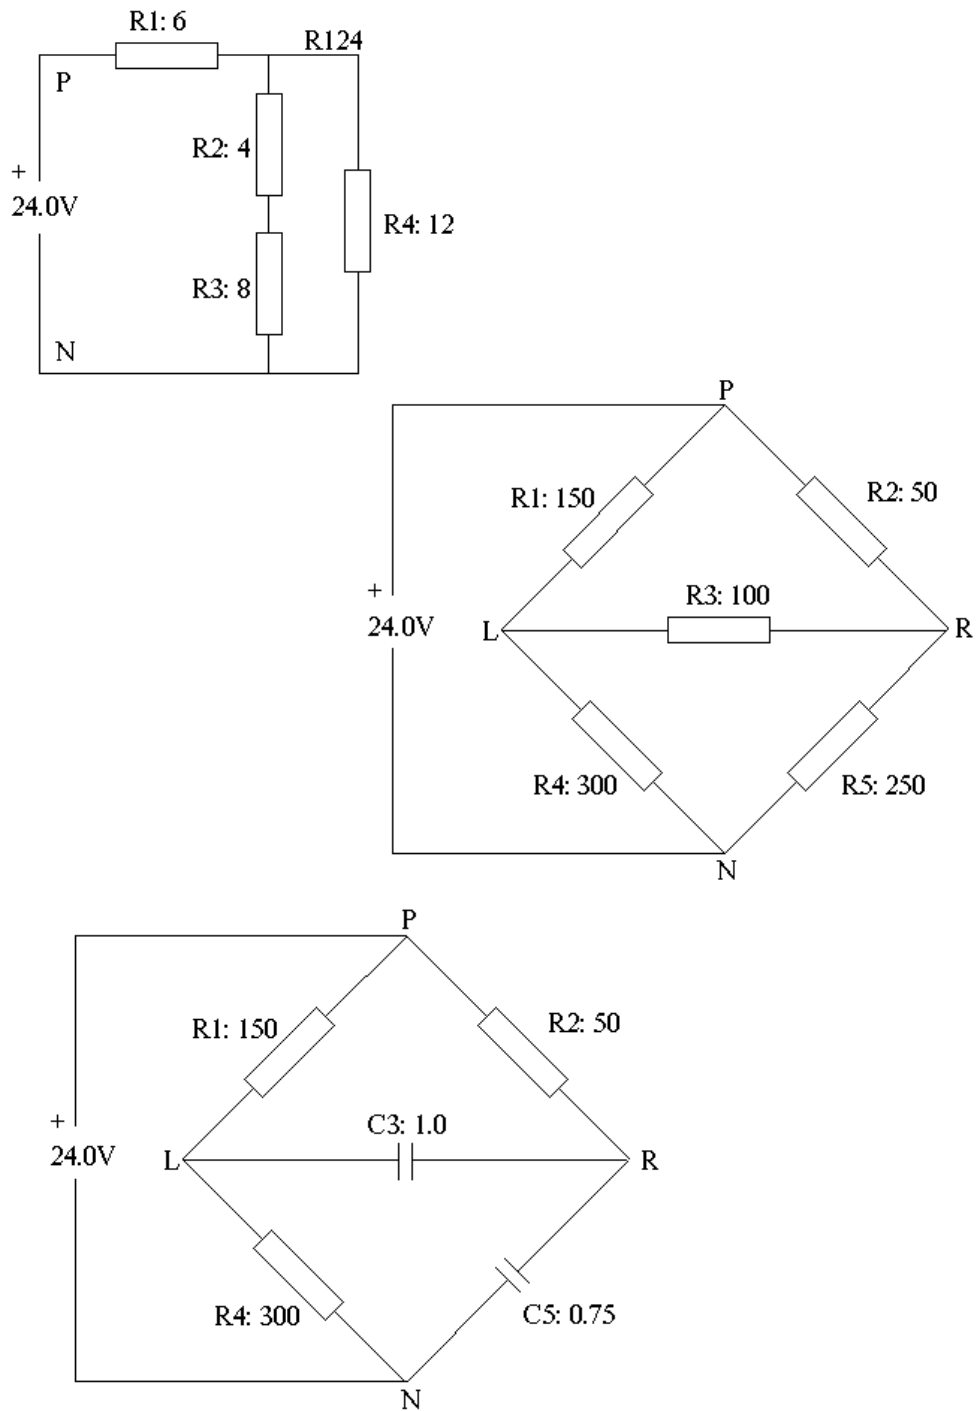 R1: 6
R124
P
R2: 4
+
24.0V
R4: 12
R3: 8
N
P
R1: 150
R2: 50
+
R3: 100
24.0V
L
R
R4: 300
R5: 250
N
P
R1: 150
R2: 50
+
C3: 1.0
24.0V
L
R
R4: 300
C5: 0.75
N